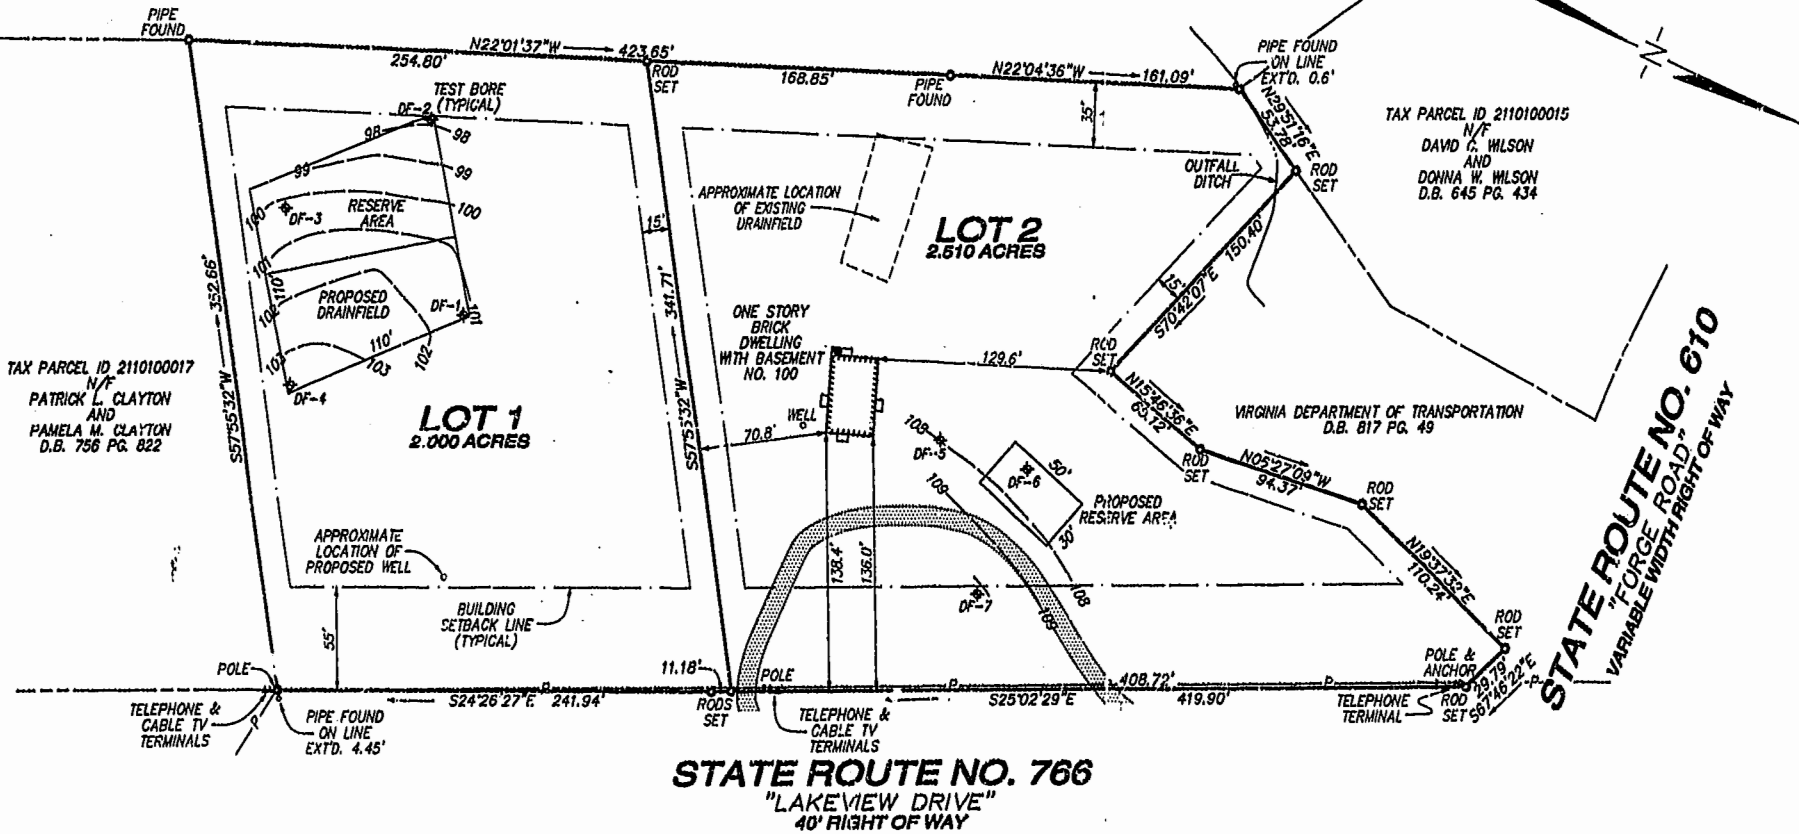 PIPE
FOUND
N22°01'37"W
423.65'
254.80'
ROD
SET
168.85'
PIPE
FOUND
N22°04'36"W
161.09'
PIPE FOUND
ON LINE
EXT'D. 0.6'
N29°51'16"E
53.78'
ROD
SET
TAX PARCEL ID 2110100015
N/F
DAVID C. WILSON
AND
DONNA W. WILSON
D.B. 645 PG. 434
-N-
35'
OUTFALL
DITCH
TEST BORE
(TYPICAL)
DF-2
98
98
99
99
100
100
DF-3
RESERVE
AREA
101
110'
102
PROPOSED
DRAINFIELD
DF-1
101
110'
102
103
103
DF-4
15'
APPROXIMATE LOCATION
OF EXISTING
DRAINFIELD
LOT 2
2.510 ACRES
15'
S70°42'07"E
150.40'
352.66'
S57°55'32"W
341.71'
S57°55'32"W
TAX PARCEL ID 2110100017
N/F
PATRICK L. CLAYTON
AND
PAMELA M. CLAYTON
D.B. 756 PG. 822
LOT 1
2.000 ACRES
ONE STORY
BRICK
DWELLING
WITH BASEMENT
NO. 100
129.6'
ROD
SET
WELL
70.8'
N15°46'36"E
VIRGINIA DEPARTMENT OF TRANSPORTATION
D.B. 817 PG. 49
ROD
SET
N05°27'09"W
94.37'
ROD
SET
108
DF-5
109
DF-6
50'
30'
PROPOSED
RESERVE AREA
138.4'
136.0'
DF-7
108
109
N19°37'33"E
110.24'
ROD
SET
STATE ROUTE NO. 610
"FORGE ROAD"
VARIABLE WIDTH RIGHT OF WAY
APPROXIMATE
LOCATION OF
PROPOSED WELL
55'
BUILDING
SETBACK LINE
(TYPICAL)
POLE
11.18'
POLE
POLE &
ANCHOR
29.79'
S67°46'22"E
P
P
P
P
P
S24°26'27"E
241.94'
RODS
SET
S25°02'29"E
408.72'
419.90'
TELEPHONE
TERMINAL
ROD
SET
TELEPHONE &
CABLE TV
TERMINALS
PIPE FOUND
ON LINE
EXT'D. 4.45'
TELEPHONE &
CABLE TV
TERMINALS
STATE ROUTE NO. 766
"LAKEVIEW DRIVE"
40' RIGHT OF WAY